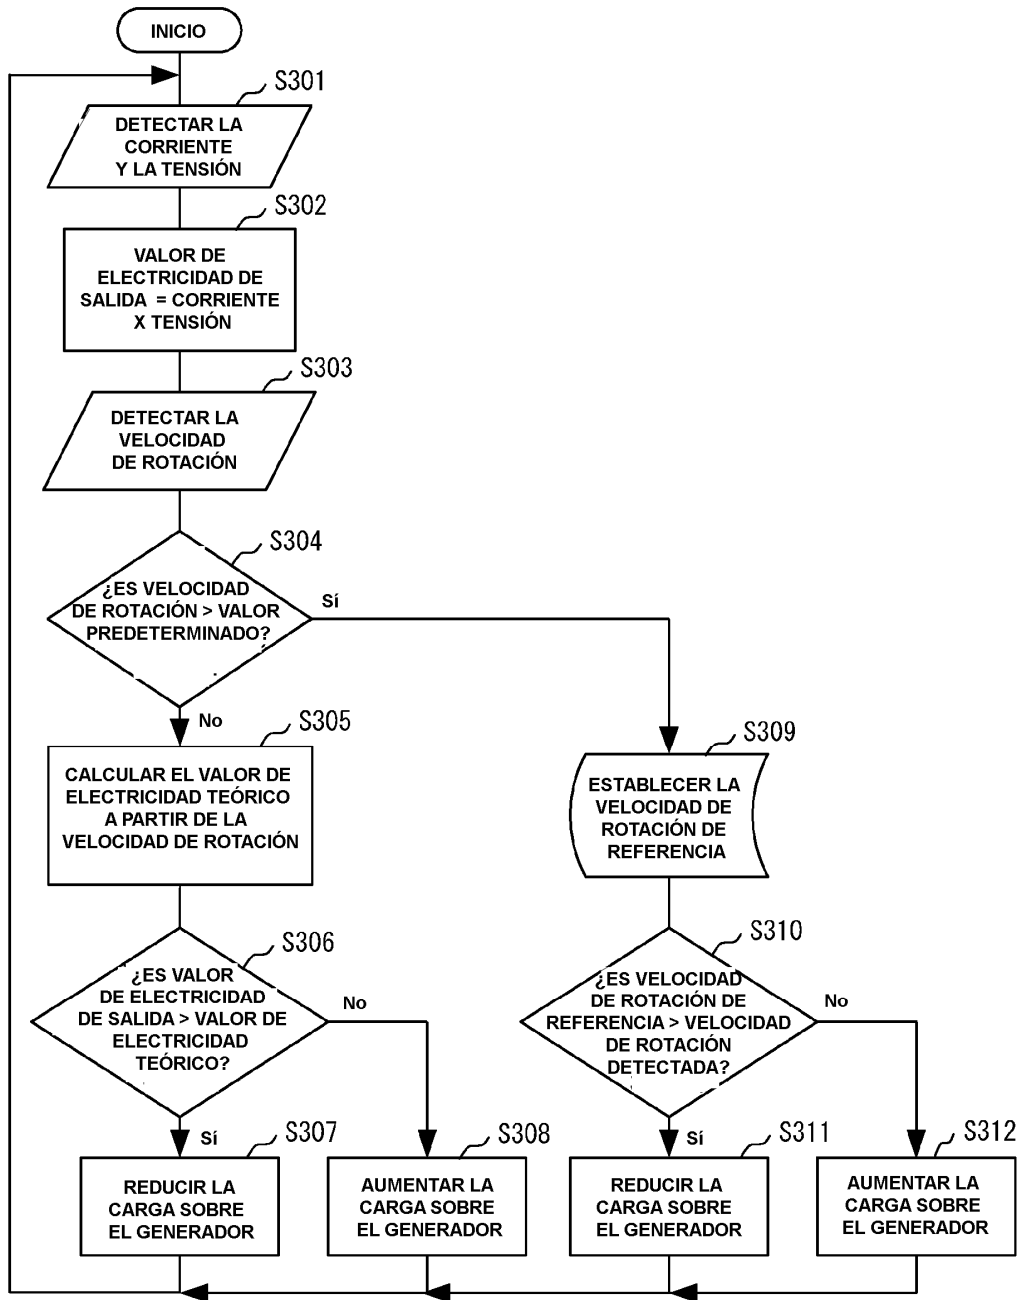 INICIO
S301
DETECTAR LA
CORRIENTE
Y LA TENSIÓN
S302
VALOR DE
ELECTRICIDAD DE
SALIDA = CORRIENTE
X TENSIÓN
S303
DETECTAR LA
VELOCIDAD
DE ROTACIÓN
S304
¿ES VELOCIDAD
DE ROTACIÓN > VALOR
PREDETERMINADO?
Sí
No
S305
CALCULAR EL VALOR DE
ELECTRICIDAD TEÓRICO
A PARTIR DE LA
VELOCIDAD DE ROTACIÓN
S309
ESTABLECER LA
VELOCIDAD DE
ROTACIÓN DE
REFERENCIA
S306
¿ES VALOR
DE ELECTRICIDAD
DE SALIDA > VALOR DE
ELECTRICIDAD
TEÓRICO?
No
Sí
S310
¿ES VELOCIDAD
DE ROTACIÓN DE
REFERENCIA > VELOCIDAD
DE ROTACIÓN
DETECTADA?
No
Sí
S307
REDUCIR LA
CARGA SOBRE
EL GENERADOR
S308
AUMENTAR LA
CARGA SOBRE
EL GENERADOR
S311
REDUCIR LA
CARGA SOBRE
EL GENERADOR
S312
AUMENTAR LA
CARGA SOBRE
EL GENERADOR